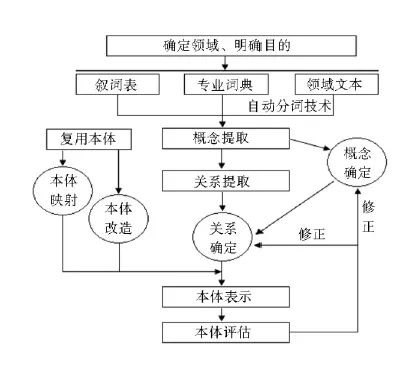 确定领域、明确目的
叙词表
专业词典
领域文本
自动分词技术
复用本体
概念提取
概念
确定
本体
映射
关系提取
本体
改造
关系
确定
修正
修
正
本体表示
本体评估